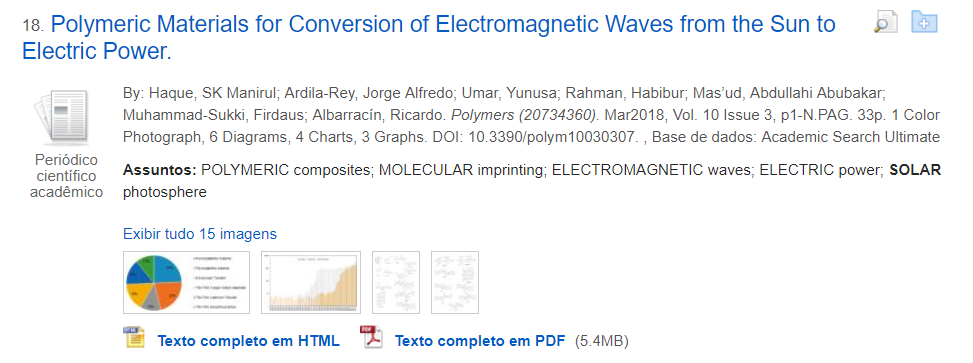 18. Polymeric Materials for Conversion of Electromagnetic Waves from the Sun to
Electric Power.
By: Haque, SK Manirul; Ardila-Rey, Jorge Alfredo; Umar, Yunusa; Rahman, Habibur; Mas'ud, Abdullahi Abubakar;
Muhammad-Sukki, Firdaus; Albarracín, Ricardo. Polymers (20734360). Mar2018, Vol. 10 Issue 3, p1-N.PAG. 33p. 1 Color
Photograph, 6 Diagrams, 4 Charts, 3 Graphs. DOI: 10.3390/polym10030307. , Base de dados: Academic Search Ultimate
Periódico
científico
acadêmico
Assuntos: POLYMERIC composites; MOLECULAR imprinting; ELECTROMAGNETIC waves; ELECTRIC power; SOLAR
photosphere
Exibir tudo 15 imagens
Texto completo em HTML
PDF
Texto completo em PDF (5.4MB)